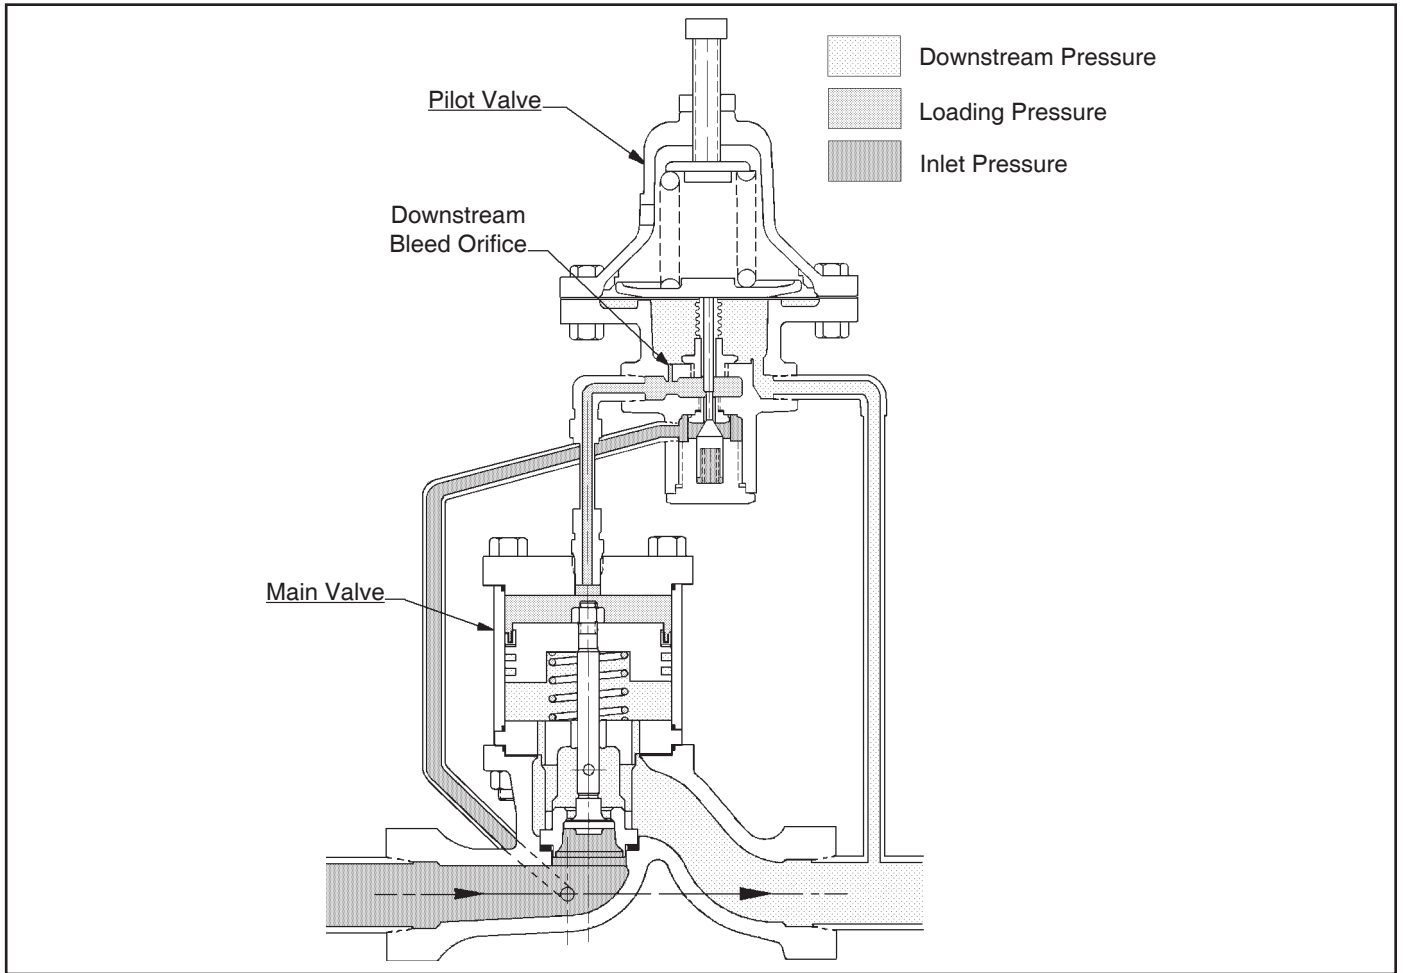 Pilot Valve
Downstream
Bleed Orifice
Main Valve
Downstream Pressure
Loading Pressure
Inlet Pressure